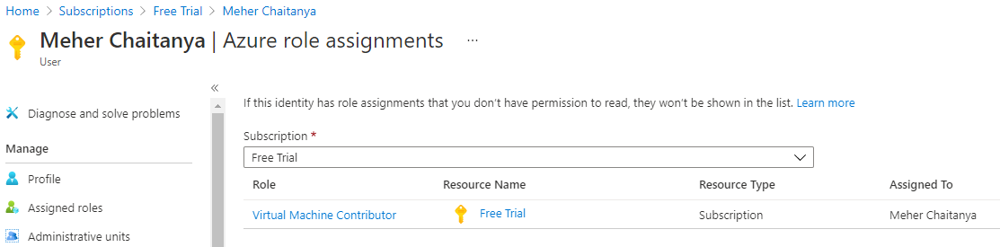 Home > Subscriptions > Free Trial > Meher Chaitanya
Meher Chaitanya | Azure role assignments ...
User
«
Diagnose and solve problems
Manage
Profile
Assigned roles
Administrative units
If this identity has role assignments that you don't have permission to read, they won't be shown in the list. Learn more
Subscription *
Free Trial
Role Resource Name Resource Type Assigned To
Virtual Machine Contributor Free Trial Subscription Meher Chaitanya